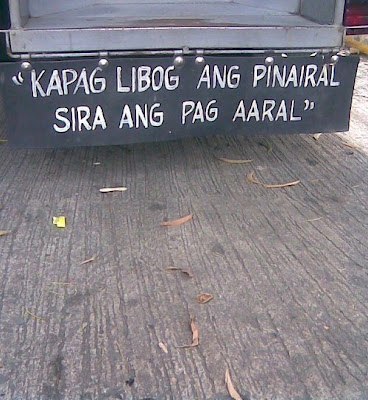 “KAPAG LIBOG ANG PINAIRAL
SIRA ANG PAG AARAL”